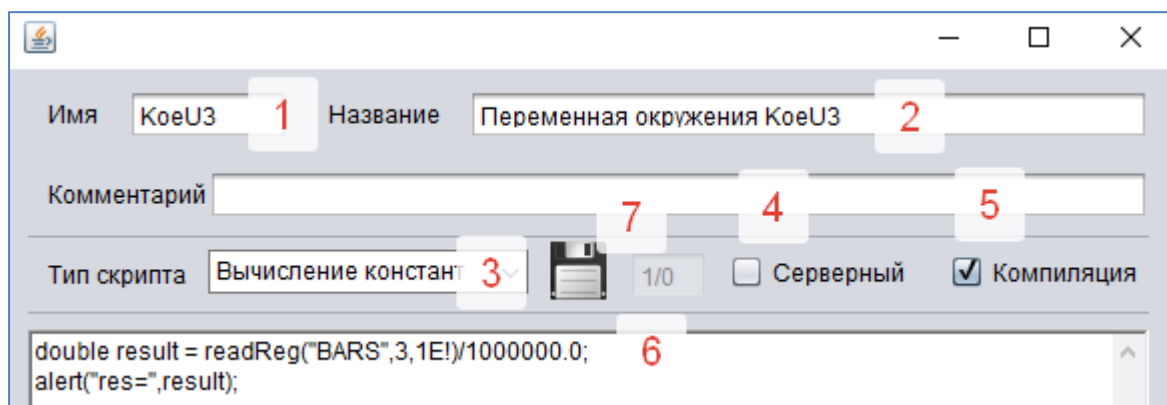 Имя KoeU3 1 Название Переменная окружения KoeU3 2
Комментарий 7 4 5
Тип скрипта Вычисление констант 3 1/0 Серверный Компиляция
double result = readReg("BARS",3,1E!)/1000000.0; 6
alert("res=",result);